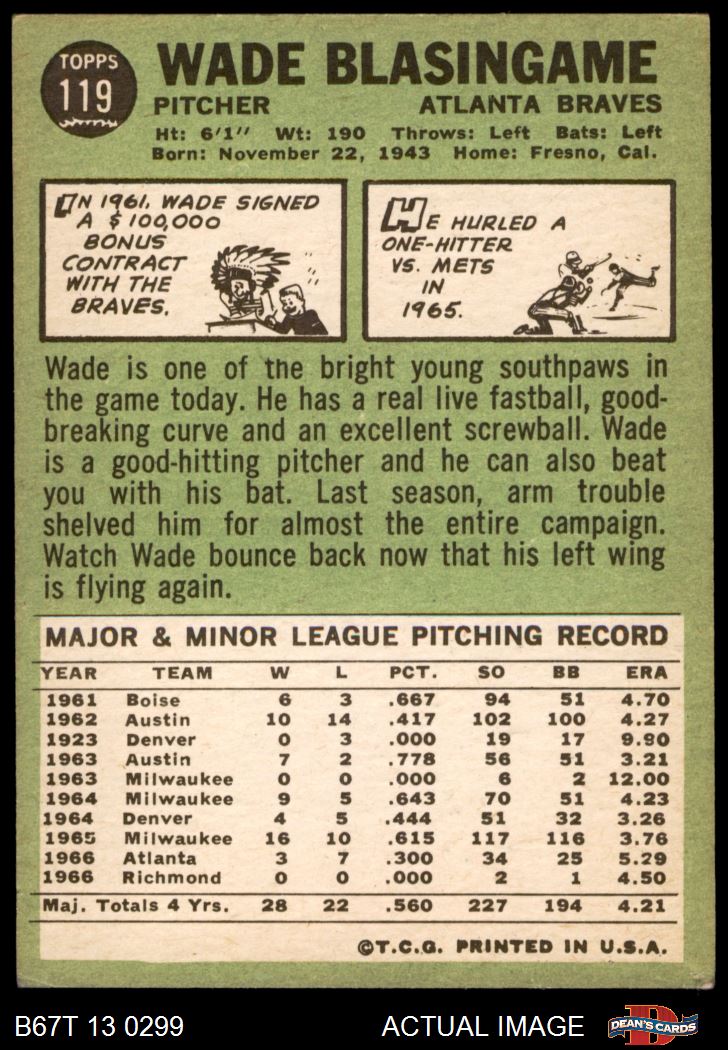 TOPPS
119
WADE BLASINGAME
PITCHER ATLANTA BRAVES
Ht: 6'1" Wt: 190 Throws: Left Bats: Left
Born: November 22, 1943 Home: Fresno, Cal.
IN 1961, WADE SIGNED
A $100,000
BONUS
CONTRACT
WITH THE
BRAVES.
HE HURLED A
ONE-HITTER
VS. METS
IN
1965.
Wade is one of the bright young southpaws in
the game today. He has a real live fastball, good-
breaking curve and an excellent screwball. Wade
is a good-hitting pitcher and he can also beat
you with his bat. Last season, arm trouble
shelved him for almost the entire campaign.
Watch Wade bounce back now that his left wing
is flying again.
MAJOR & MINOR LEAGUE PITCHING RECORD
YEAR TEAM W L PCT. SO BB ERA
1961 Boise 6 3 .667 94 51 4.70
1962 Austin 10 14 .417 102 100 4.27
1923 Denver 0 3 .000 19 17 9.90
1963 Austin 7 2 .778 56 51 3.21
1963 Milwaukee 0 0 .000 6 2 12.00
1964 Milwaukee 9 5 .643 70 51 4.23
1964 Denver 4 5 .444 51 32 3.26
1965 Milwaukee 16 10 .615 117 116 3.76
1966 Atlanta 3 7 .300 34 25 5.29
1966 Richmond 0 0 .000 2 1 4.50
Maj. Totals 4 Yrs. 28 22 .560 227 194 4.21
©T.C.G. PRINTED IN U.S.A.
B67T 13 0299 ACTUAL IMAGE D DEAN'S CARDS